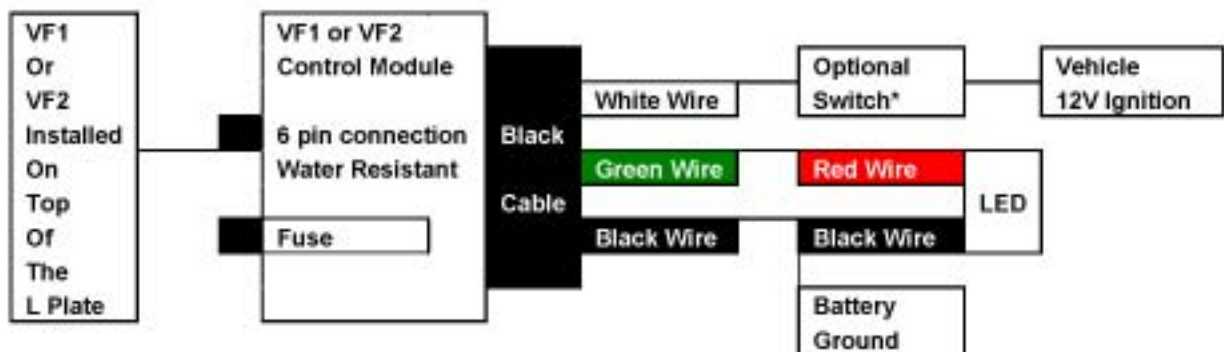 VF1
Or
VF2
Installed
On
Top
Of
The
L Plate
VF1 or VF2
Control Module
6 pin connection
Water Resistant
Fuse
Black
Cable
White Wire
Green Wire
Black Wire
Optional
Switch*
Red Wire
Black Wire
Battery
Ground
LED
Vehicle
12V Ignition